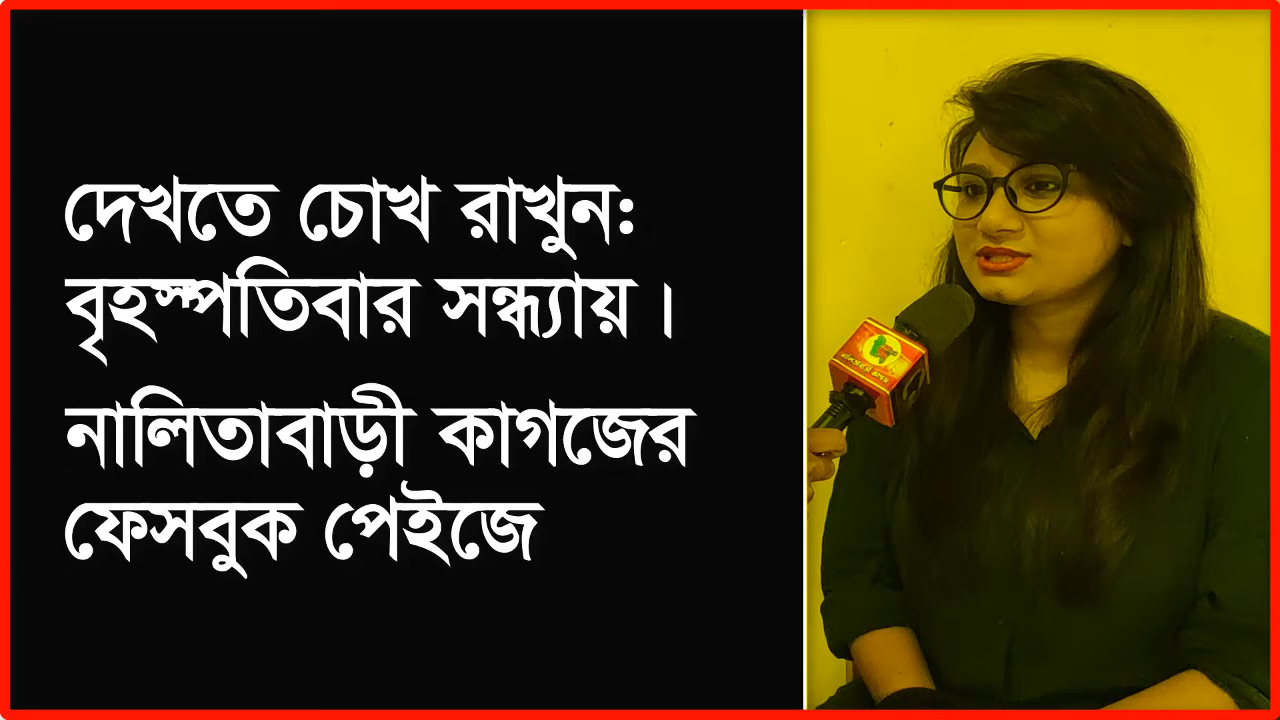 দেখতে চোখ রাখুন:
বৃহস্পতিবার সন্ধ্যায়।
নালিতাবাড়ী কাগজের
ফেসবুক পেইজে